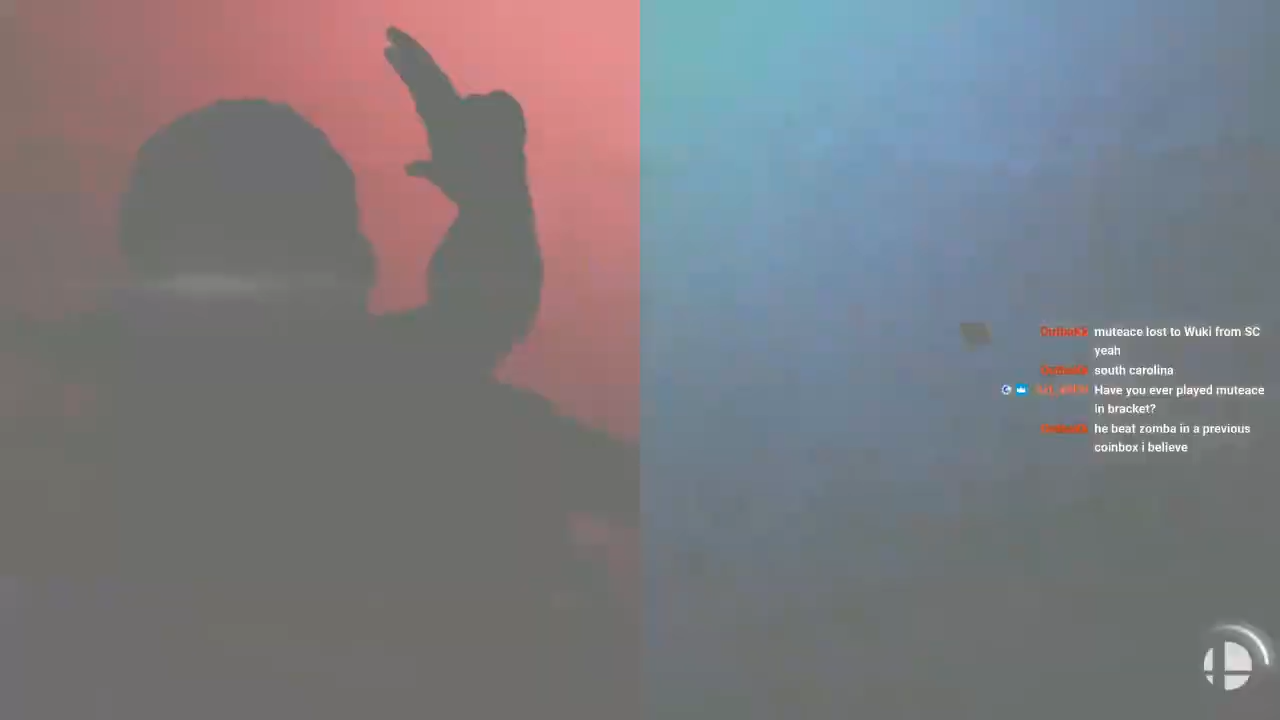 muteace lost to Wuki from SC
yeah
south carolina
Have you ever played muteace
in bracket?
he beat zomba in a previous
coinbox i believe